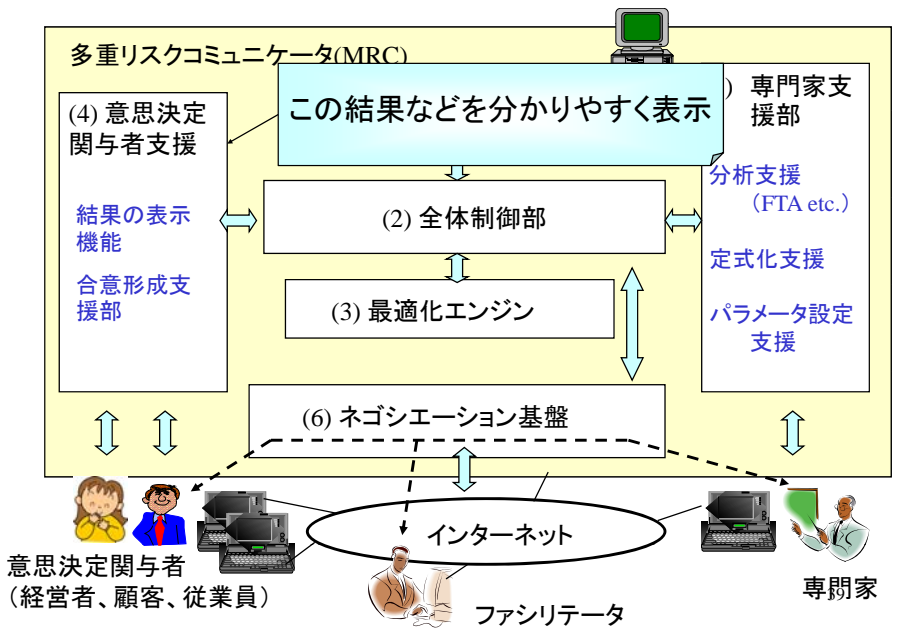 多重リスクコミュニケータ(MRC)
この結果などを分かりやすく表示
(4) 意思決定
関与者支援
結果の表示
機能
合意形成支
援部
(2) 全体制御部
(3) 最適化エンジン
(6) ネゴシエーション基盤
) 専門家支
援部
分析支援
（FTA etc.）
定式化支援
パラメータ設定
支援
インターネット
意思決定関与者
（経営者、顧客、従業員）
ファシリテータ
専門家
39